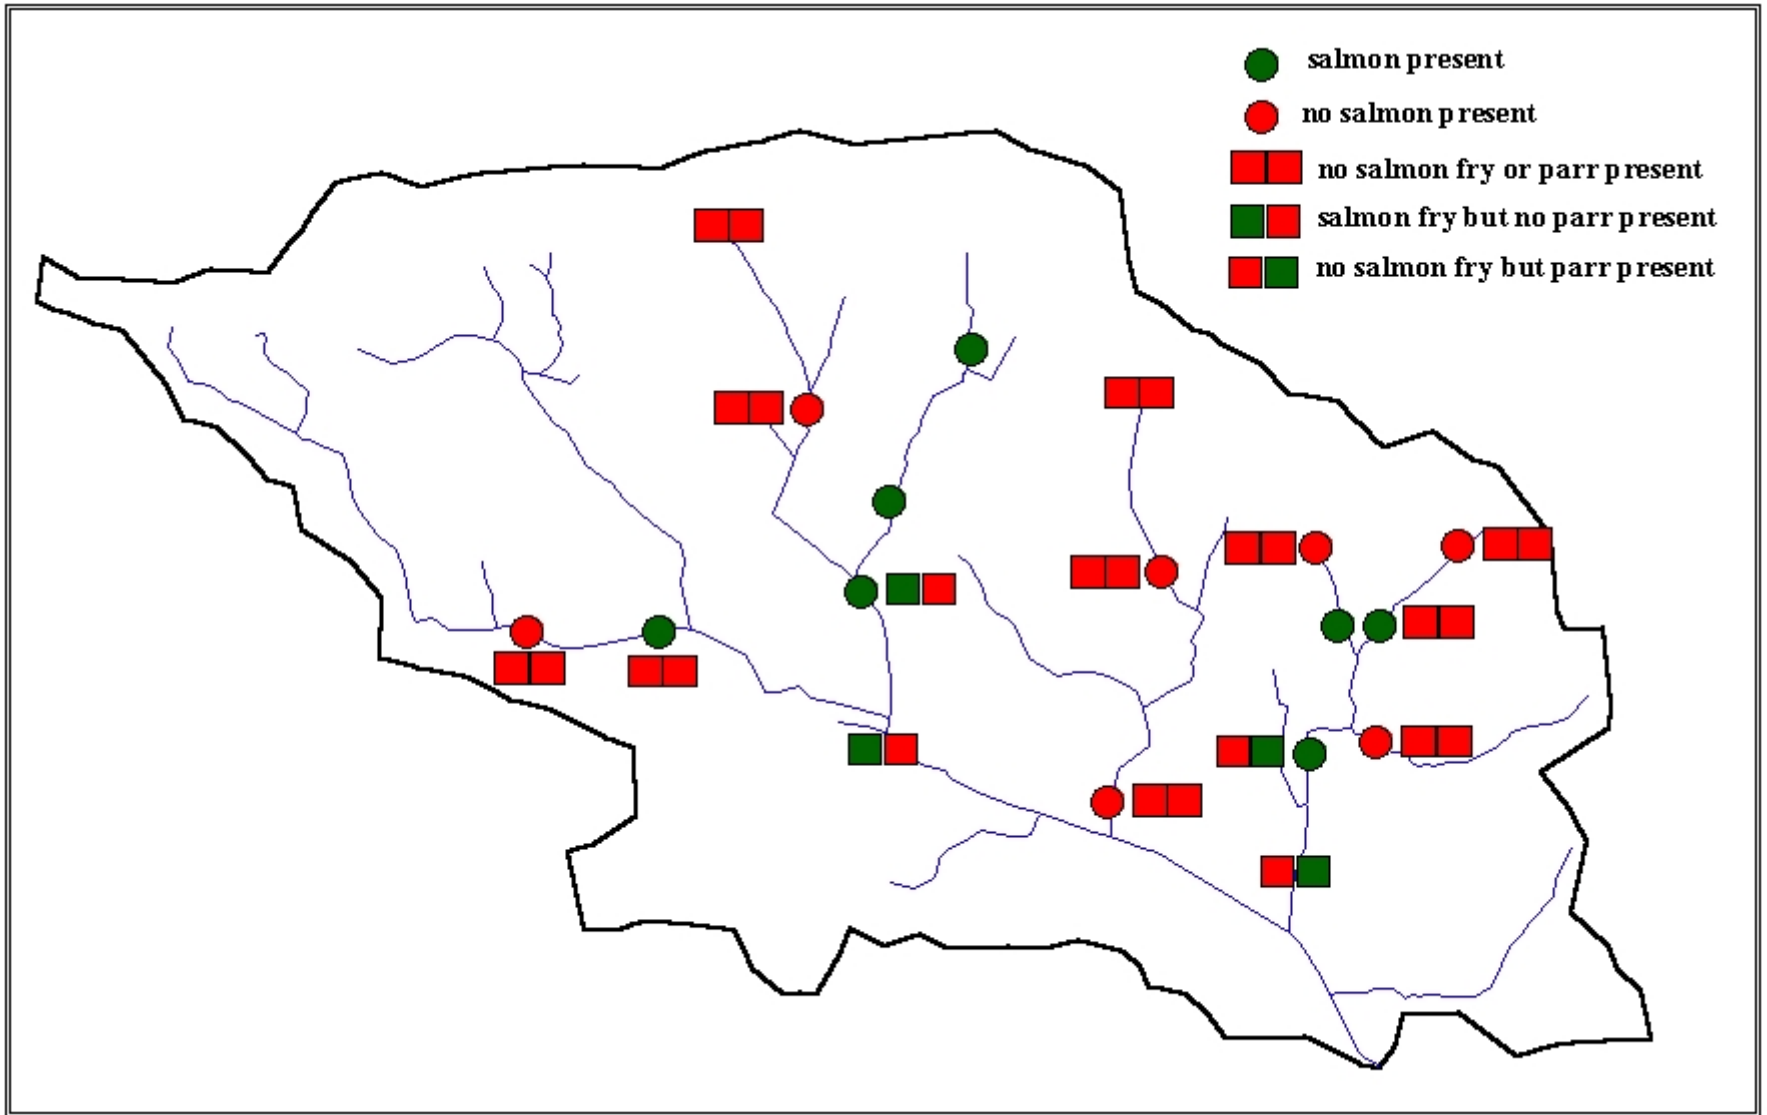 salmon present
no salmon present
no salmon fry or parr present
salmon fry but no parr present
no salmon fry but parr present